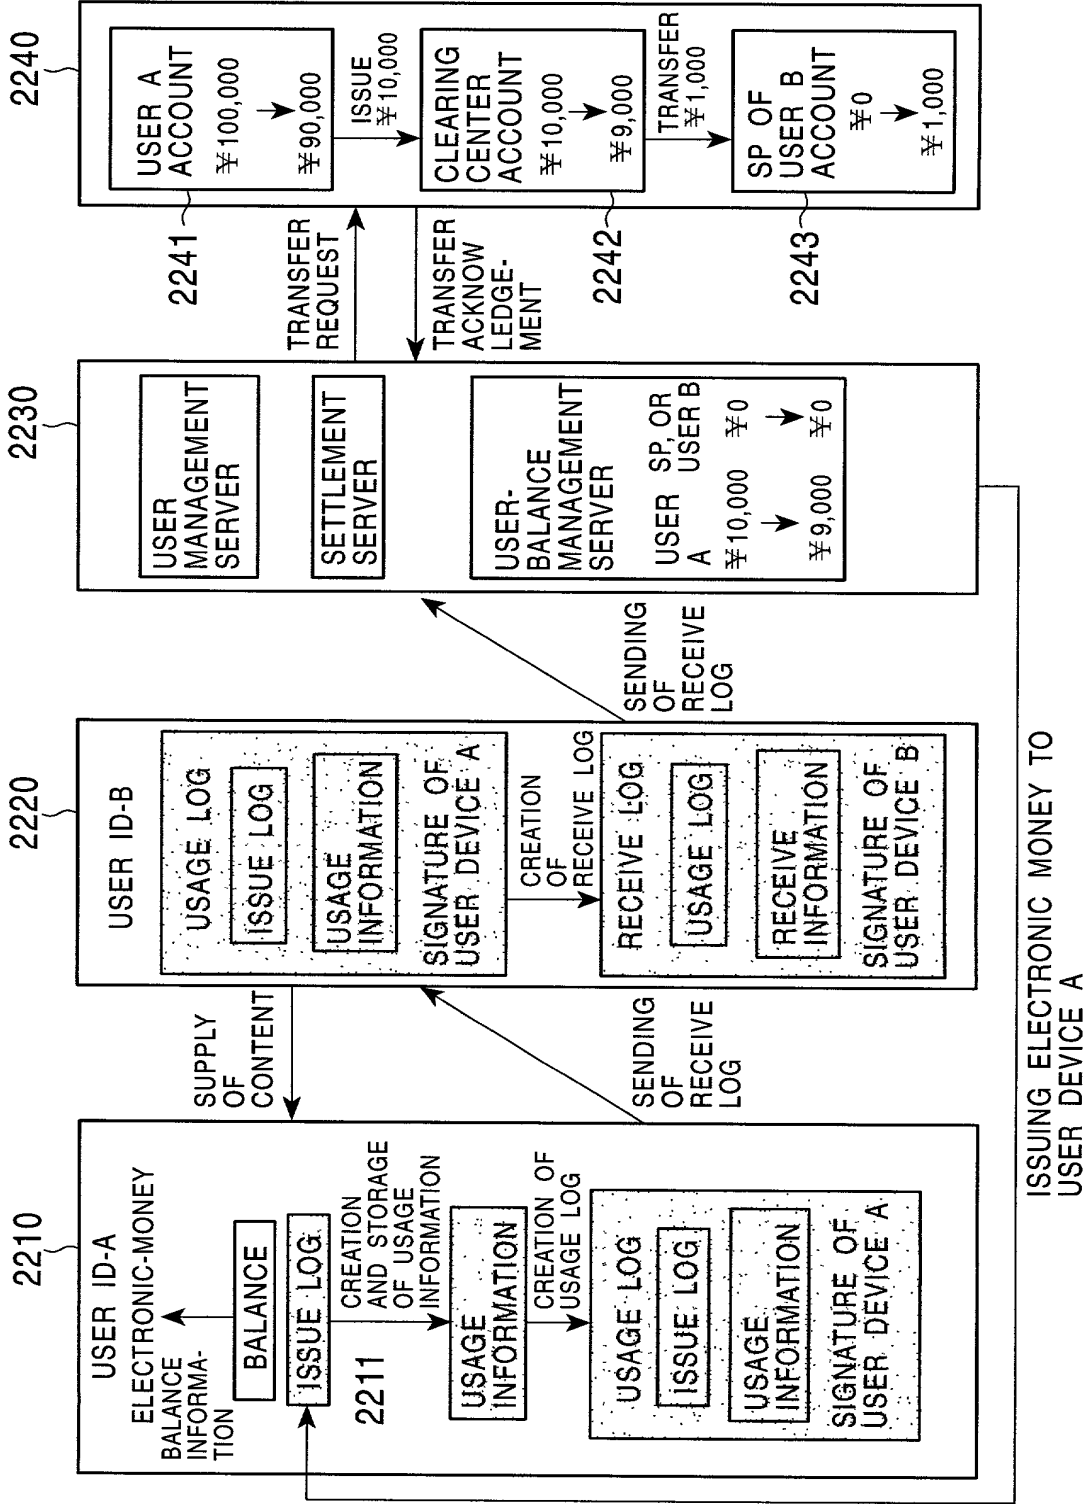 2210
USER ID-A
ELECTRONIC-MONEY
BALANCE
INFORMA-
TION
BALANCE
ISSUE LOG
2211
CREATION
AND STORAGE
OF USAGE
INFORMATION
USAGE
INFORMATION
CREATION OF
USAGE LOG
USAGE LOG
ISSUE LOG
USAGE
INFORMATION
SIGNATURE OF
USER DEVICE A
SUPPLY
OF
CONTENT
SENDING
OF
RECEIVE
LOG
2220
USER ID-B
USAGE LOG
ISSUE LOG
USAGE
INFORMATION
SIGNATURE OF
USER DEVICE A
CREATION
OF
RECEIVE LOG
RECEIVE LOG
USAGE LOG
RECEIVE
INFORMATION
SIGNATURE OF
USER DEVICE B
SENDING
OF
RECEIVE
LOG
2230
USER
MANAGEMENT
SERVER
SETTLEMENT
SERVER
USER-
BALANCE
MANAGEMENT
SERVER
USER A
SP, OR
USER B
¥10,000 ¥0
¥9,000 ¥0
TRANSFER
REQUEST
TRANSFER
ACKNOW
LEDGE-
MENT
2240
2241
USER A
ACCOUNT
¥100,000
¥90,000
ISSUE
¥10,000
2242
CLEARING
CENTER
ACCOUNT
¥10,000
¥9,000
TRANSFER
¥1,000
2243
SP OF
USER B
ACCOUNT
¥0
¥1,000
ISSUING ELECTRONIC MONEY TO
USER DEVICE A